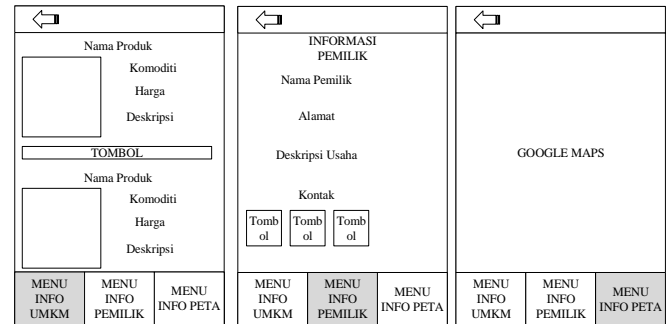 Nama Produk
Komoditi
Harga
Deskripsi
TOMBOL
Nama Produk
Komoditi
Harga
Deskripsi
MENU
INFO
UMKM
MENU
INFO
PEMILIK
MENU
INFO PETA
INFORMASI
PEMILIK
Nama Pemilik
Alamat
Deskripsi Usaha
Kontak
Tomb
ol
Tomb
ol
Tomb
ol
MENU
INFO
UMKM
MENU
INFO
PEMILIK
MENU
INFO PETA
GOOGLE MAPS
MENU
INFO
UMKM
MENU
INFO
PEMILIK
MENU
INFO PETA